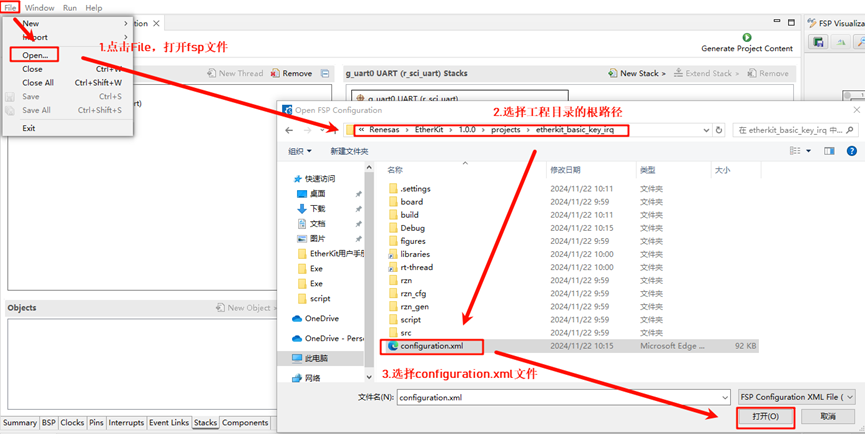 File Window Run Help
New
Import
Open...
Close Ctrl+W
Close All Ctrl+Shift+W
Save Ctrl+S
Save All Ctrl+Shift+S
Exit
1.点击File，打开fsp文件
New Thread Remove
Generate Project Content
FSP Visualiz
g_uart0 UART (r_sci_uart) Stacks
New Stack > Extend Stack > Remove
g_uart0 UART (r_sci_uart)
Open FSP Configuration
2.选择工程目录的根路径
« Renesas > EtherKit > 1.0.0 > projects > etherkit_basic_key_irq
在 etherkit_basic_key_irq 中...
组织 新建文件夹
快速访问
桌面
下载
文档
图片
EtherKit用户手册
Exe
Exe
script
OneDrive
OneDrive - Perso
此电脑
网络
名称 修改日期 类型 大小
.settings 2024/11/22 10:11 文件夹
board 2024/11/22 9:59 文件夹
build 2024/11/22 10:11 文件夹
Debug 2024/11/22 10:15 文件夹
figures 2024/11/22 9:59 文件夹
libraries 2024/11/22 10:00 文件夹
rt-thread 2024/11/22 10:00 文件夹
rzn 2024/11/22 9:59 文件夹
rzn_cfg 2024/11/22 9:59 文件夹
rzn_gen 2024/11/22 9:59 文件夹
script 2024/11/22 9:59 文件夹
src 2024/11/22 9:59 文件夹
configuration.xml 2024/11/22 10:15 Microsoft Edge ... 92 KB
3.选择configuration.xml文件
文件名(N): configuration.xml
FSP Configuration XML File (
打开(O) 取消
Objects
New Object >
Summary BSP Clocks Pins Interrupts Event Links Stacks Components